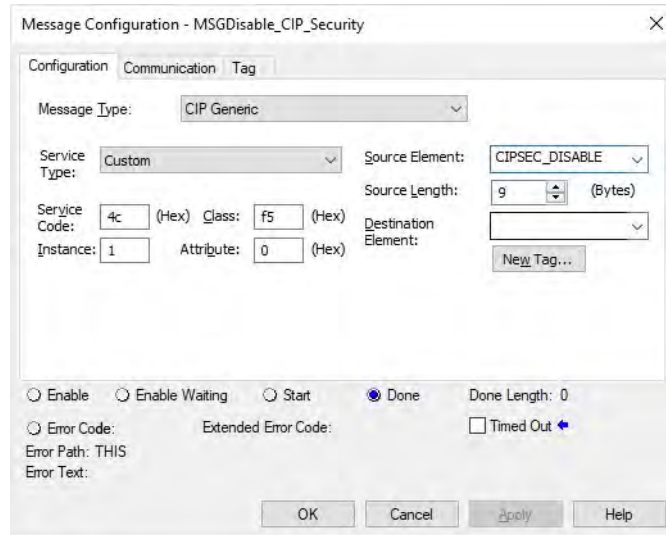 Message Configuration - MSGDisable_CIP_Security
Configuration Communication Tag
Message Type: CIP Generic
Service Type: Custom
Source Element: CIPSEC_DISABLE
Source Length: 9 (Bytes)
Service Code: 4c (Hex) Class: f5 (Hex)
Destination Element:
Instance: 1 Attribute: 0 (Hex)
New Tag...
Enable Enable Waiting Start Done Done Length: 0
Error Code: Extended Error Code: Timed Out
Error Path: THIS
Error Text:
OK Cancel Apply Help